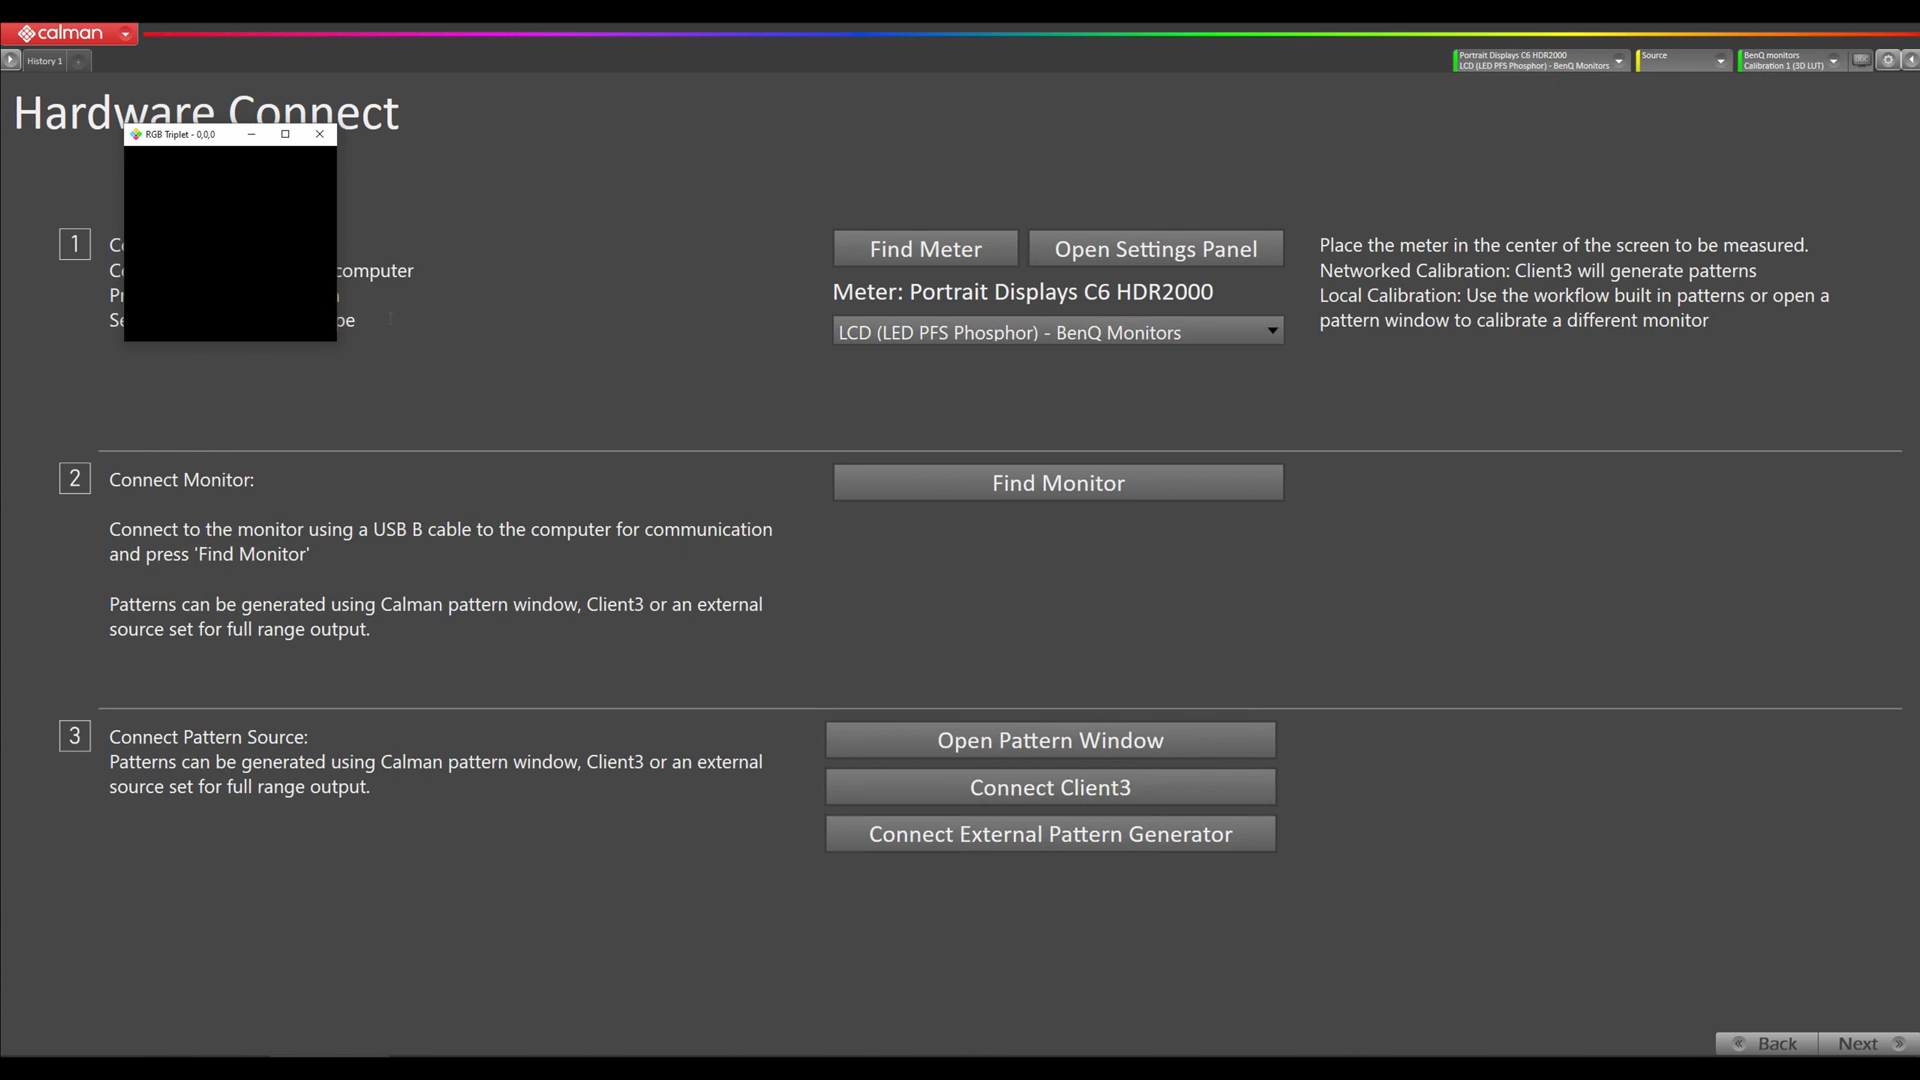 calman
History 1
Portrait Displays C6 HDR2000
LCD (LED PFS Phosphor) - BenQ Monitors
Source
BenQ monitors
Calibration 1 (3D LUT)
Hardware Connect
RGB Triplet - 0,0,0
1
computer
Find Meter
Open Settings Panel
Meter: Portrait Displays C6 HDR2000
LCD (LED PFS Phosphor) - BenQ Monitors
Place the meter in the center of the screen to be measured.
Networked Calibration: Client3 will generate patterns
Local Calibration: Use the workflow built in patterns or open a
pattern window to calibrate a different monitor
2
Connect Monitor:
Connect to the monitor using a USB B cable to the computer for communication
and press 'Find Monitor'
Patterns can be generated using Calman pattern window, Client3 or an external
source set for full range output.
Find Monitor
3
Connect Pattern Source:
Patterns can be generated using Calman pattern window, Client3 or an external
source set for full range output.
Open Pattern Window
Connect Client3
Connect External Pattern Generator
Back
Next